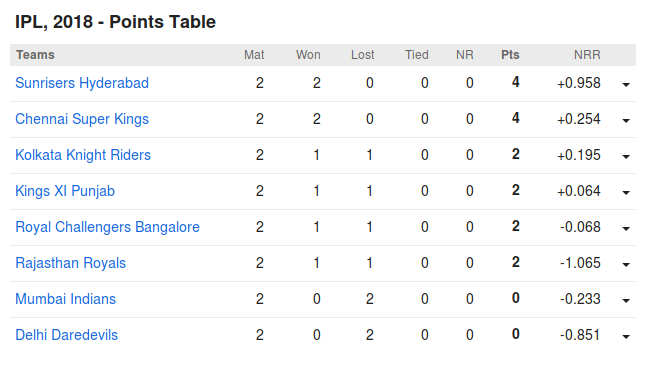 IPL, 2018 - Points Table
Teams Mat Won Lost Tied NR Pts NRR
Sunrisers Hyderabad 2 2 0 0 0 4 +0.958
Chennai Super Kings 2 2 0 0 0 4 +0.254
Kolkata Knight Riders 2 1 1 0 0 2 +0.195
Kings XI Punjab 2 1 1 0 0 2 +0.064
Royal Challengers Bangalore 2 1 1 0 0 2 -0.068
Rajasthan Royals 2 1 1 0 0 2 -1.065
Mumbai Indians 2 0 2 0 0 0 -0.233
Delhi Daredevils 2 0 2 0 0 0 -0.851